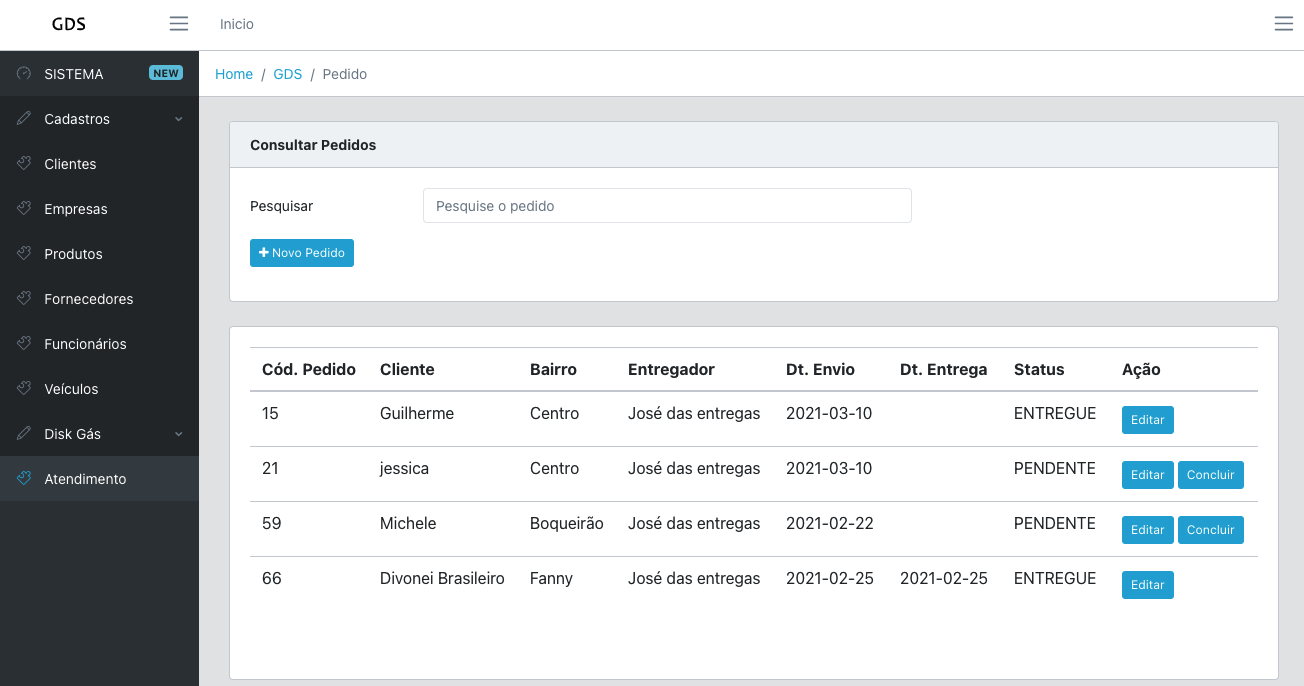 GDS
Inicio
SISTEMA NEW
Cadastros
Clientes
Empresas
Produtos
Fornecedores
Funcionários
Veículos
Disk Gás
Atendimento
Home / GDS / Pedido
Consultar Pedidos
Pesquisar Pesquise o pedido
Novo Pedido
Cód. Pedido Cliente Bairro Entregador Dt. Envio Dt. Entrega Status Ação
15 Guilherme Centro José das entregas 2021-03-10 ENTREGUE Editar
21 jessica Centro José das entregas 2021-03-10 PENDENTE Editar Concluir
59 Michele Boqueirão José das entregas 2021-02-22 PENDENTE Editar Concluir
66 Divonei Brasileiro Fanny José das entregas 2021-02-25 2021-02-25 ENTREGUE Editar